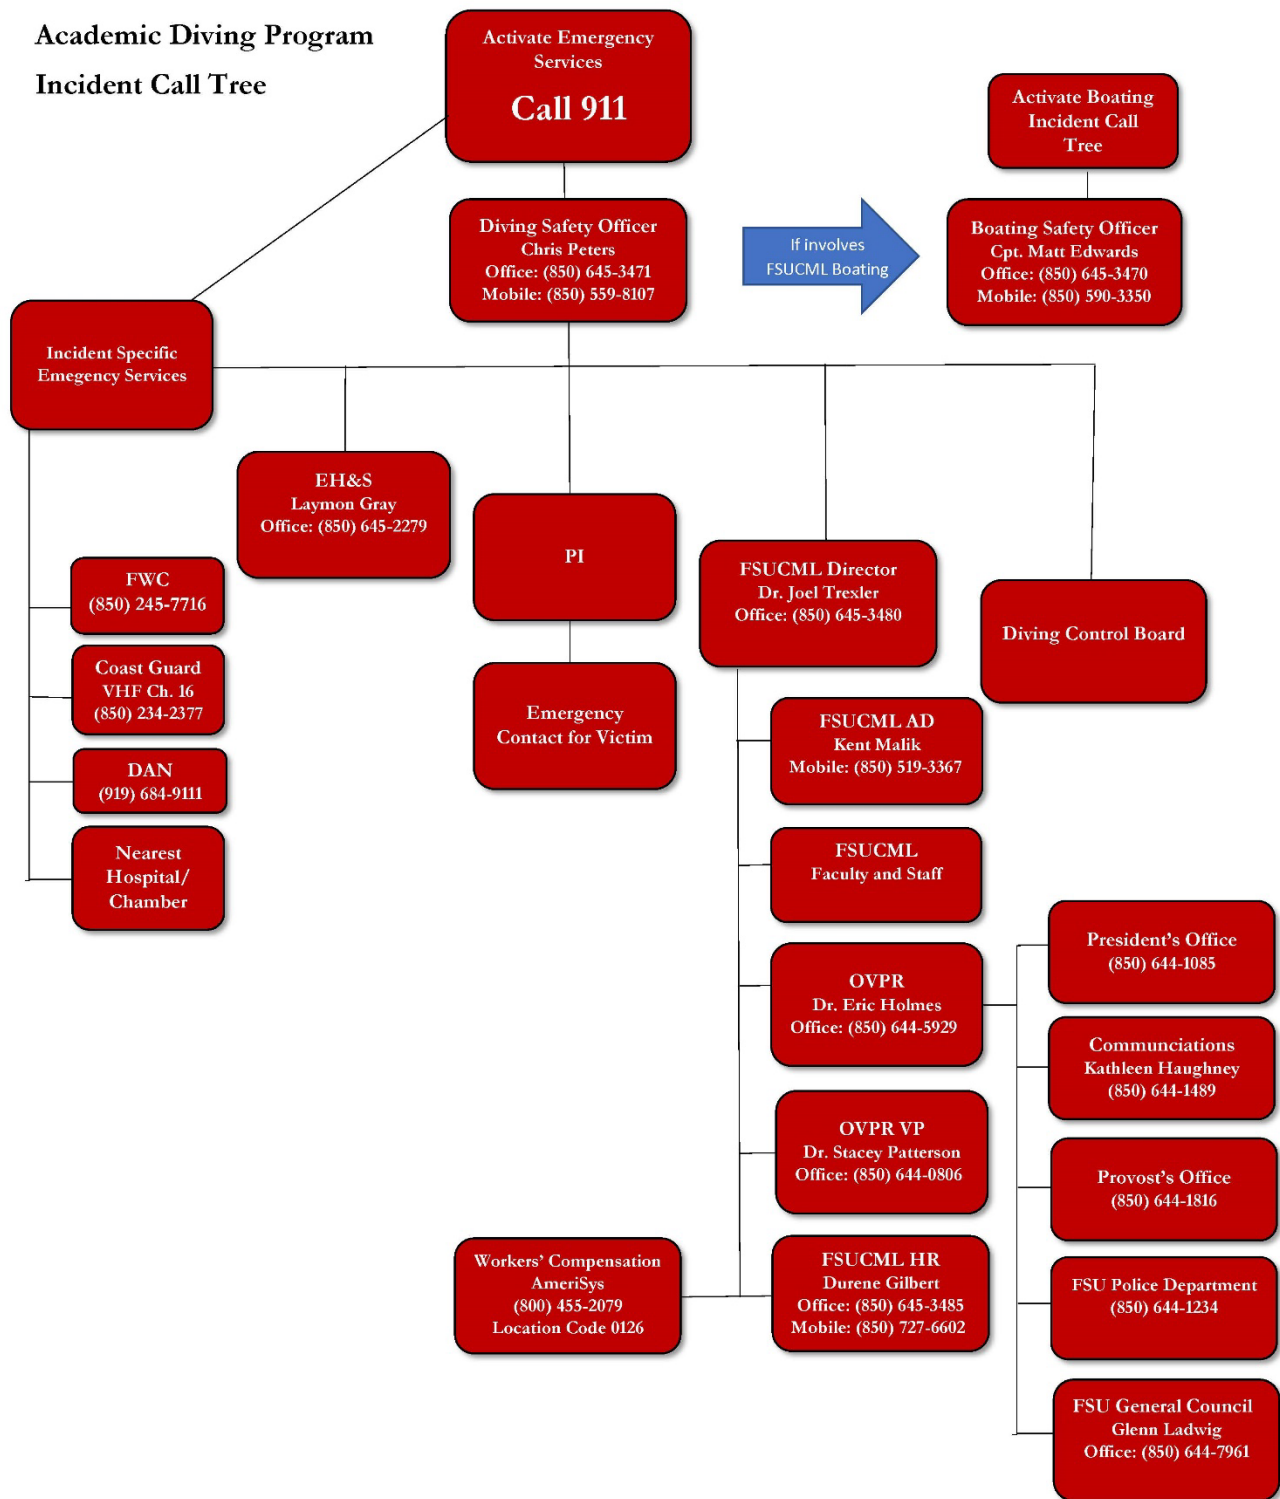 Academic Diving Program
Incident Call Tree
Activate Emergency
Services
Call 911
Activate Boating
Incident Call
Tree
Diving Safety Officer
Chris Peters
Office: (850) 645-3471
Mobile: (850) 559-8107
If involves
FSUCML Boating
Boating Safety Officer
Cpt. Matt Edwards
Office: (850) 645-3470
Mobile: (850) 590-3350
Incident Specific
Emegency Services
EH&S
Laymon Gray
Office: (850) 645-2279
PI
FSUCML Director
Dr. Joel Trexler
Office: (850) 645-3480
Diving Control Board
FWC
(850) 245-7716
Coast Guard
VHF Ch. 16
(850) 234-2377
DAN
(919) 684-9111
Nearest
Hospital/
Chamber
Emergency
Contact for Victim
FSUCML AD
Kent Malik
Mobile: (850) 519-3367
FSUCML
Faculty and Staff
OVPR
Dr. Eric Holmes
Office: (850) 644-5929
OVPR VP
Dr. Stacey Patterson
Office: (850) 644-0806
Workers' Compensation
AmeriSys
(800) 455-2079
Location Code 0126
FSUCML HR
Durene Gilbert
Office: (850) 645-3485
Mobile: (850) 727-6602
President's Office
(850) 644-1085
Communciations
Kathleen Haughney
(850) 644-1489
Provost's Office
(850) 644-1816
FSU Police Department
(850) 644-1234
FSU General Council
Glenn Ladwig
Office: (850) 644-7961